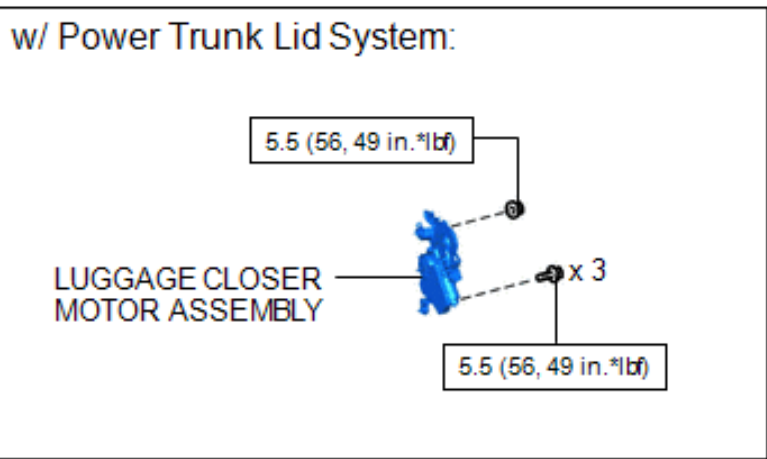 w/ Power Trunk Lid System:
5.5 (56, 49 in.*lbf)
x 3
LUGGAGE CLOSER
MOTOR ASSEMBLY
5.5 (56, 49 in.*lbf)